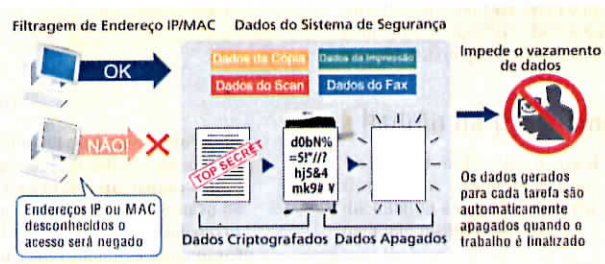 Filtragem de Endereço IP/MAC
Dados do Sistema de Segurança
OK
NÃO!
Endereços IP ou MAC
desconhecidos o
acesso será negado
Dados da Cópia
Dados da Impressão
Dados do Scan
Dados do Fax
TOP SECRET
d0bN%
=5!"//?
hj5&4
mk9# ¥
Dados Criptografados
Dados Apagados
Impede o vazamento
de dados
Os dados gerados
para cada tarefa são
automaticamente
apagados quando o
trabalho é finalizado